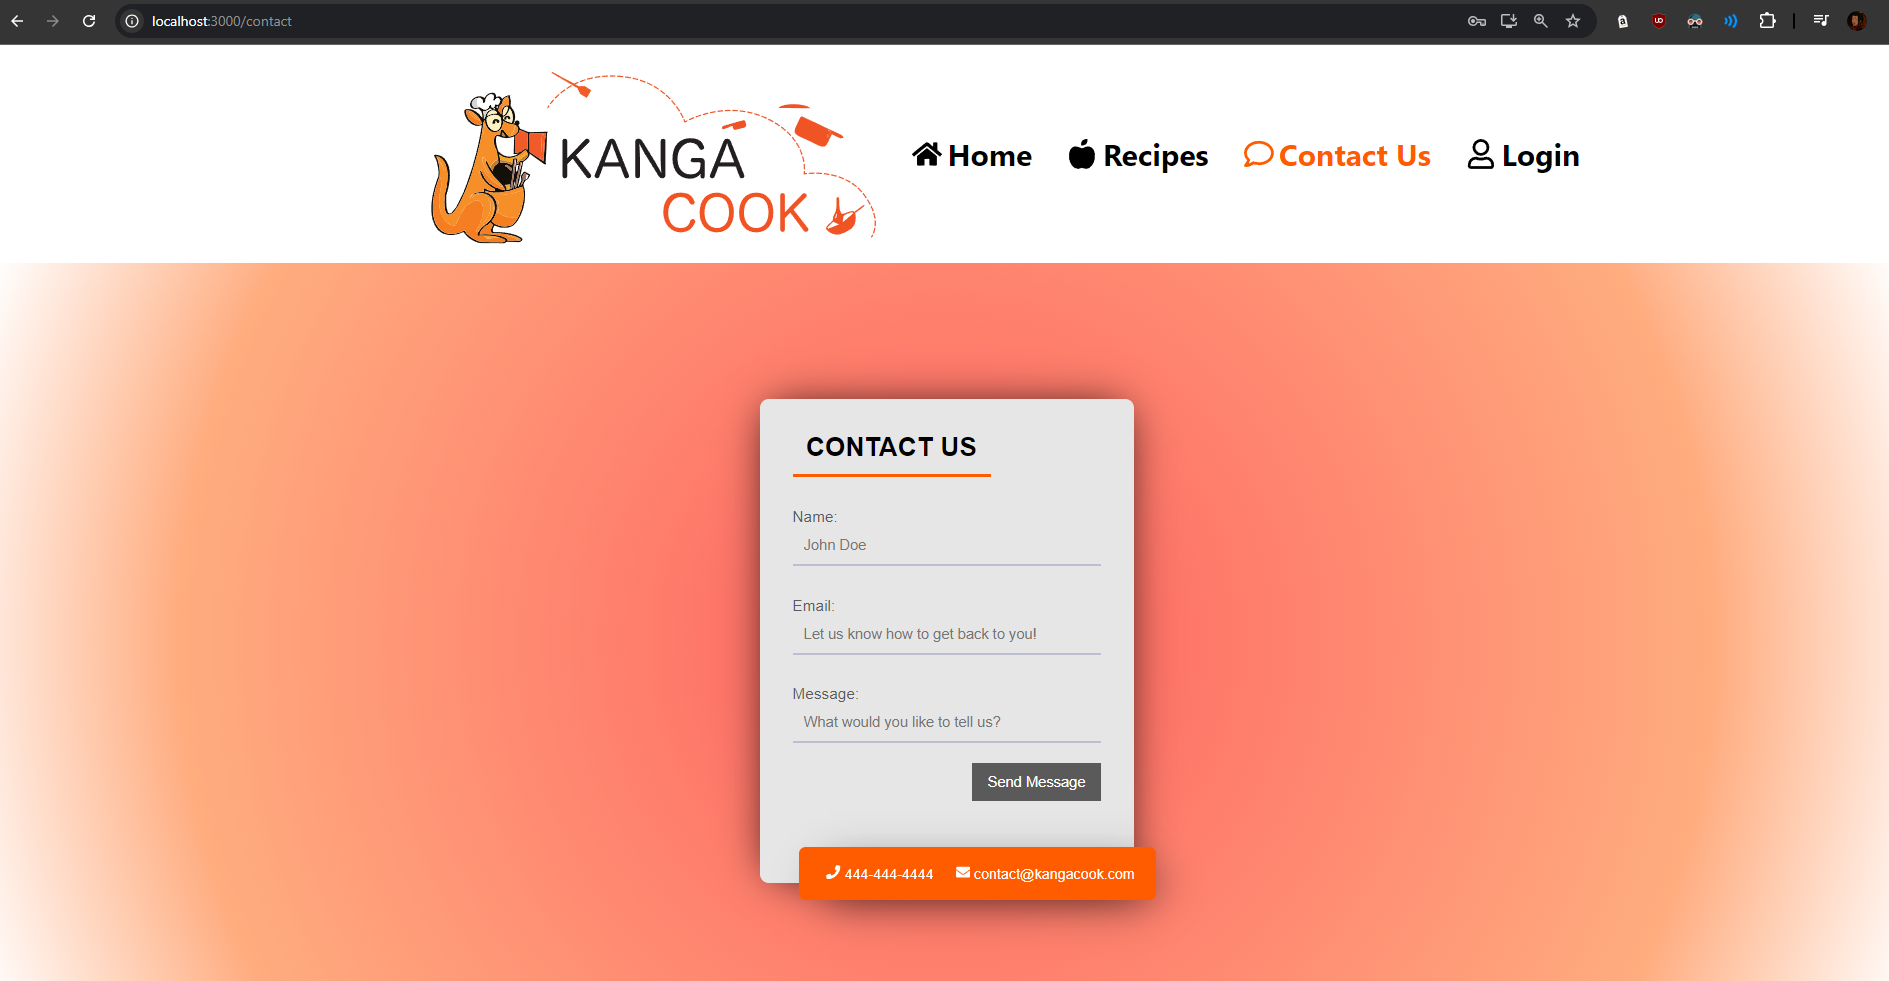 localhost:3000/contact
KANGA
COOK
Home Recipes Contact Us Login
CONTACT US
Name:
John Doe
Email:
Let us know how to get back to you!
Message:
What would you like to tell us?
Send Message
444-444-4444 contact@kangacook.com